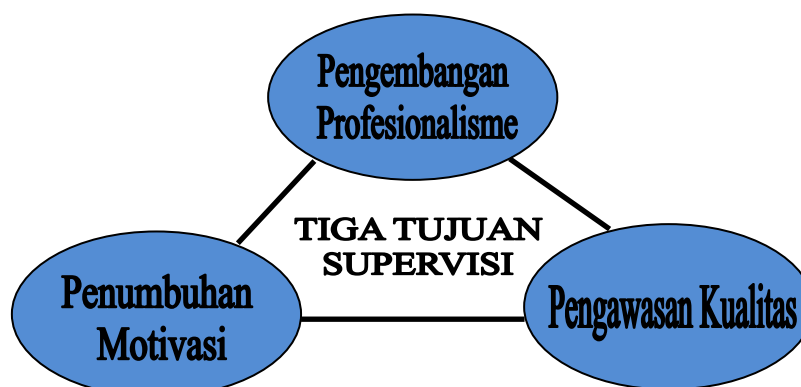 Pengembangan
Profesionalisme
TIGA TUJUAN
SUPERVISI
Penumbuhan
Motivasi
Pengawasan Kualitas